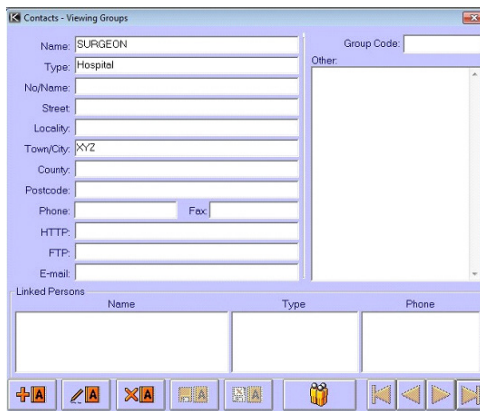 Contacts - Viewing Groups
Name: SURGEON
Type: Hospital
No/Name:
Street:
Locality:
Town/City: XYZ
County:
Postcode:
Phone: Fax:
HTTP:
FTP:
E-mail:
Group Code:
Other:
Linked Persons
Name Type Phone
A A A A A